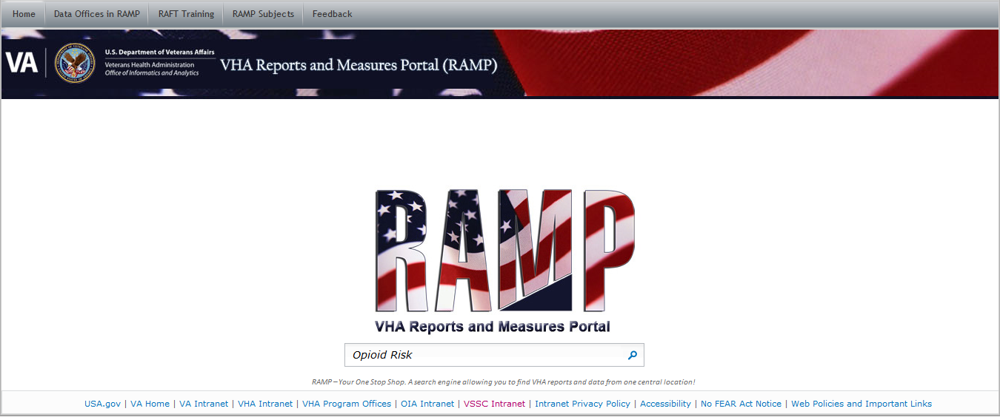 Home Data Offices in RAMP RAFT Training RAMP Subjects Feedback
VA
U.S. Department of Veterans Affairs
Veterans Health Administration
Office of Informatics and Analytics
VHA Reports and Measures Portal (RAMP)
RAMP
VHA Reports and Measures Portal
Opioid Risk
RAMP – Your One Stop Shop. A search engine allowing you to find VHA reports and data from one central location!
USA.gov | VA Home | VA Intranet | VHA Intranet | VHA Program Offices | OIA Intranet | VSSC Intranet | Intranet Privacy Policy | Accessibility | No FEAR Act Notice | Web Policies and Important Links